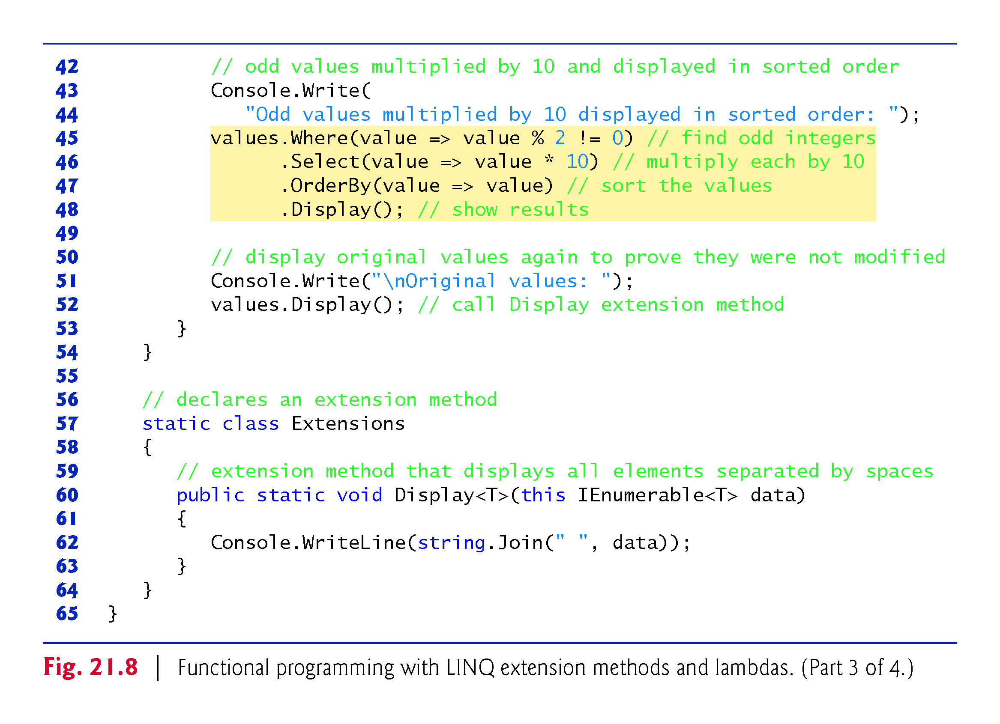 42 // odd values multiplied by 10 and displayed in sorted order
43 Console.Write(
44 "Odd values multiplied by 10 displayed in sorted order: ");
45 values.Where(value => value % 2 != 0) // find odd integers
46 .Select(value => value * 10) // multiply each by 10
47 .OrderBy(value => value) // sort the values
48 .Display(); // show results
49
50 // display original values again to prove they were not modified
51 Console.Write("\nOriginal values: ");
52 values.Display(); // call Display extension method
53 }
54 }
55
56 // declares an extension method
57 static class Extensions
58 {
59 // extension method that displays all elements separated by spaces
60 public static void Display<T>(this IEnumerable<T> data)
61 {
62 Console.WriteLine(string.Join(" ", data));
63 }
64 }
65 }
Fig. 21.8 | Functional programming with LINQ extension methods and lambdas. (Part 3 of 4.)